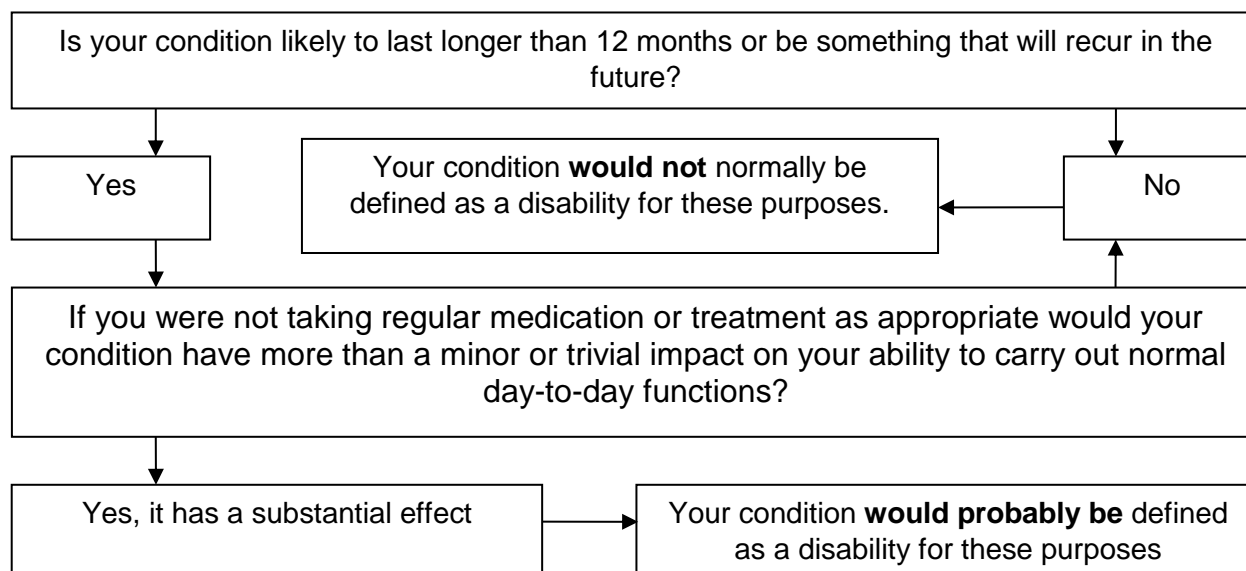 Is your condition likely to last longer than 12 months or be something that will recur in the
future?
Yes
Your condition would not normally be
defined as a disability for these purposes.
No
If you were not taking regular medication or treatment as appropriate would your
condition have more than a minor or trivial impact on your ability to carry out normal
day-to-day functions?
Yes, it has a substantial effect
Your condition would probably be defined
as a disability for these purposes